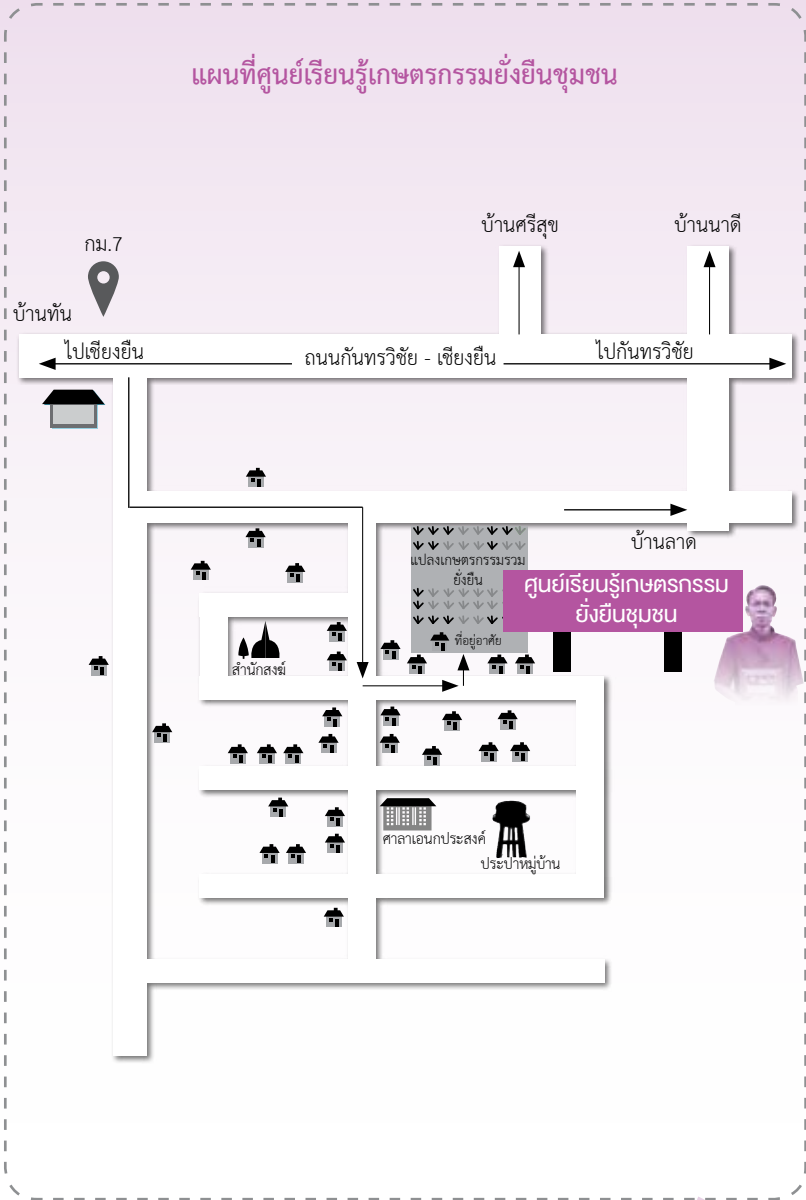 แผนที่ศูนย์เรียนรู้เกษตรกรรมยั่งยืนชุมชน
บ้านศรีสุข
บ้านนาดี
กม.7
บ้านทัน
ไปเชียงยืน
ถนนกันทรวิชัย - เชียงยืน
ไปกันทรวิชัย
บ้านลาด
แปลงเกษตรกรรมรวม
ยั่งยืน
ศูนย์เรียนรู้เกษตรกรรม
ยั่งยืนชุมชน
ที่อยู่อาศัย
สำนักสงฆ์
ศาลาเอนกประสงค์
ประปาหมู่บ้าน